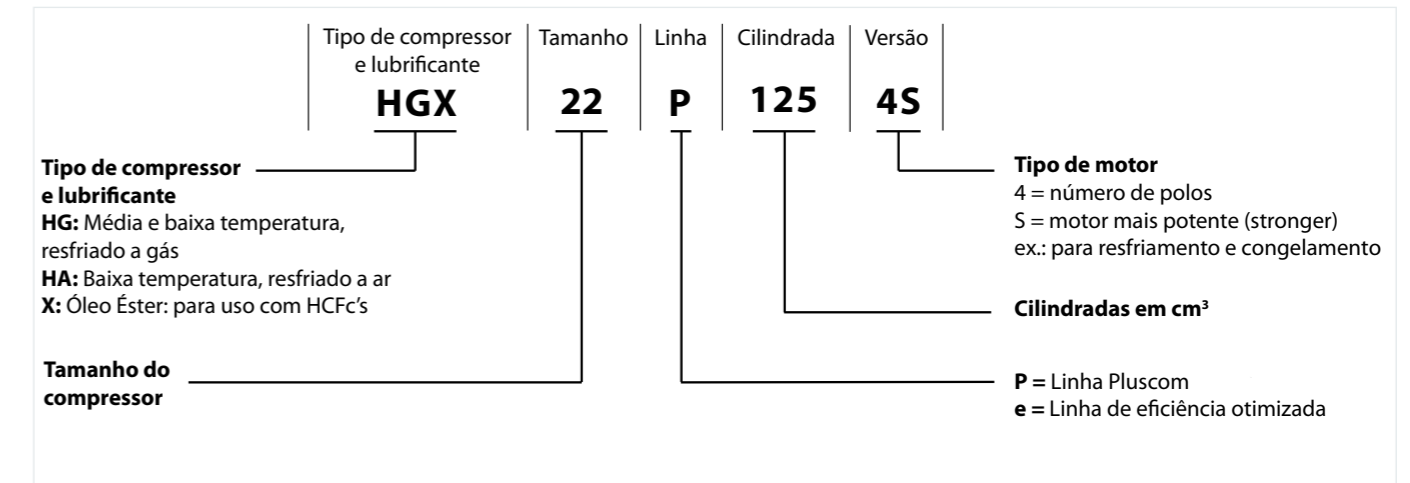 Tipo de compressor
e lubrificante
Tamanho
Linha
Cilindrada
Versão
HGX
22
P
125
4S
Tipo de compressor
e lubrificante
HG: Média e baixa temperatura,
resfriado a gás
HA: Baixa temperatura, resfriado a ar
X: Óleo Éster: para uso com HCFc's
Tamanho do
compressor
Tipo de motor
4 = número de polos
S = motor mais potente (stronger)
ex.: para resfriamento e congelamento
Cilindradas em cm³
P = Linha Pluscom
e = Linha de eficiência otimizada